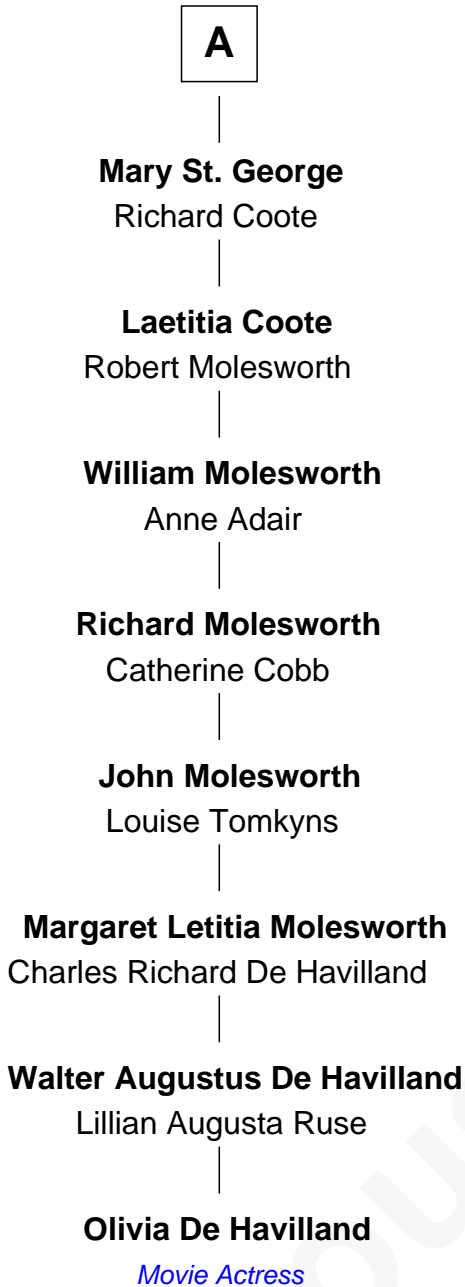 A
Mary St. George
Richard Coote
Laetitia Coote
Robert Molesworth
William Molesworth
Anne Adair
Richard Molesworth
Catherine Cobb
John Molesworth
Louise Tomkyns
Margaret Letitia Molesworth
Charles Richard De Havilland
Walter Augustus De Havilland
Lillian Augusta Ruse
Olivia De Havilland
Movie Actress